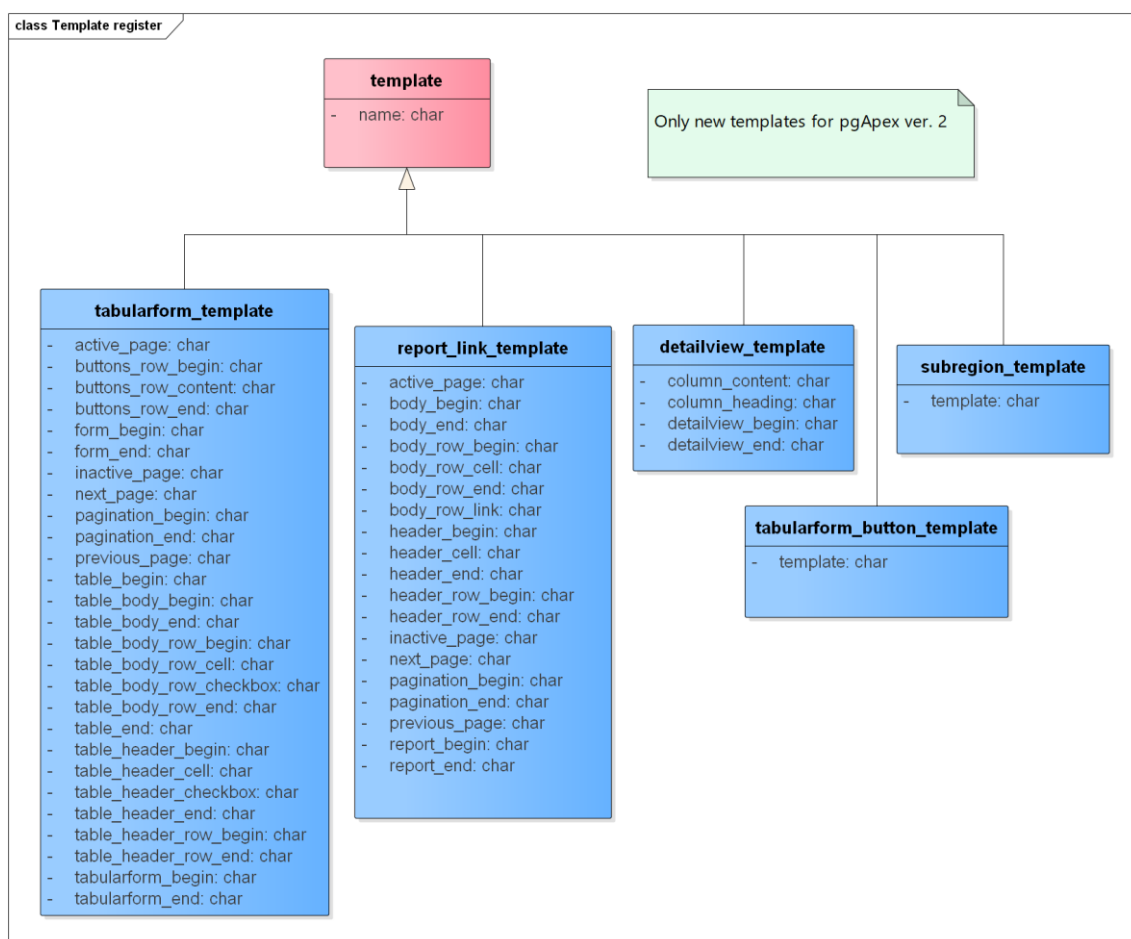 class Template register
template
- name: char
Only new templates for pgApex ver. 2
tabularform_template
- active_page: char
- buttons_row_begin: char
- buttons_row_content: char
- buttons_row_end: char
- form_begin: char
- form_end: char
- inactive_page: char
- next_page: char
- pagination_begin: char
- pagination_end: char
- previous_page: char
- table_begin: char
- table_body_begin: char
- table_body_end: char
- table_body_row_begin: char
- table_body_row_cell: char
- table_body_row_checkbox: char
- table_body_row_end: char
- table_end: char
- table_header_begin: char
- table_header_cell: char
- table_header_checkbox: char
- table_header_end: char
- table_header_row_begin: char
- table_header_row_end: char
- tabularform_begin: char
- tabularform_end: char
report_link_template
- active_page: char
- body_begin: char
- body_end: char
- body_row_begin: char
- body_row_cell: char
- body_row_end: char
- body_row_link: char
- header_begin: char
- header_cell: char
- header_end: char
- header_row_begin: char
- header_row_end: char
- inactive_page: char
- next_page: char
- pagination_begin: char
- pagination_end: char
- previous_page: char
- report_begin: char
- report_end: char
detailview_template
- column_content: char
- column_heading: char
- detailview_begin: char
- detailview_end: char
subregion_template
- template: char
tabularform_button_template
- template: char